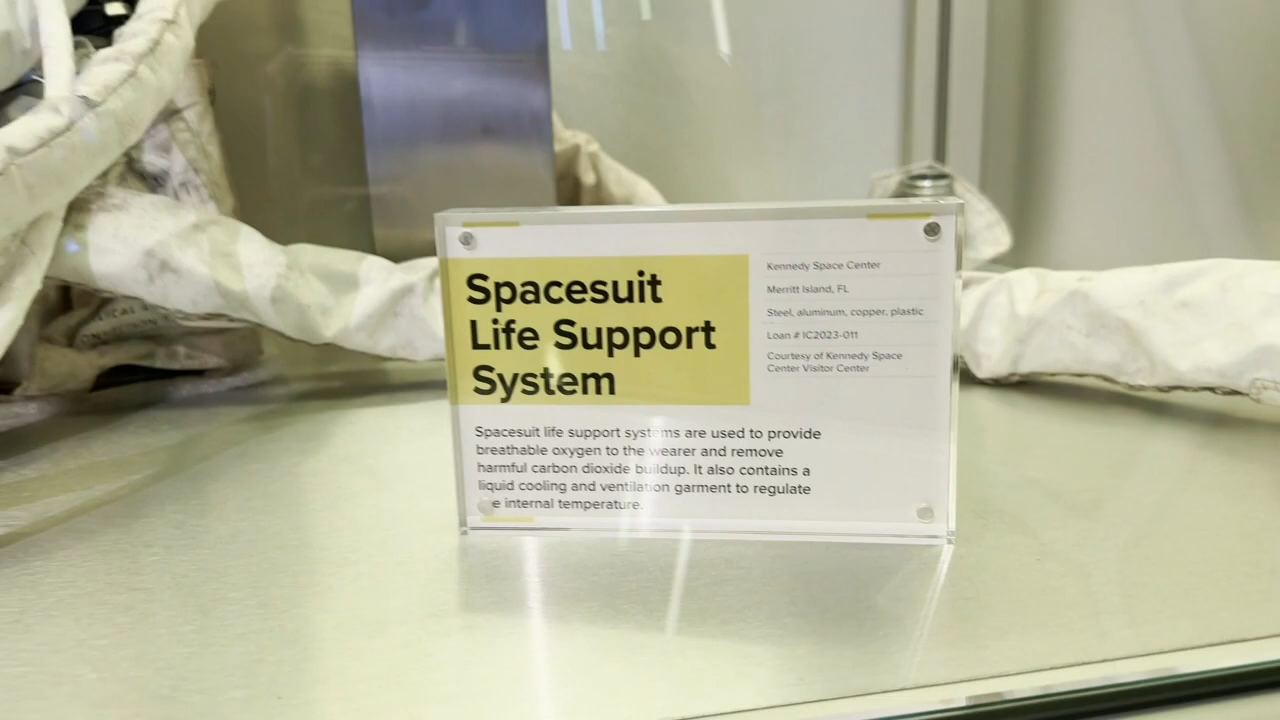 Spacesuit
Life Support
System
Kennedy Space Center
Merritt Island, FL
Steel, aluminum, copper, plastic
Loan # IC2023-011
Courtesy of Kennedy Space
Center Visitor Center
Spacesuit life support systems are used to provide
breathable oxygen to the wearer and remove
harmful carbon dioxide buildup. It also contains a
liquid cooling and ventilation garment to regulate
e internal temperature.